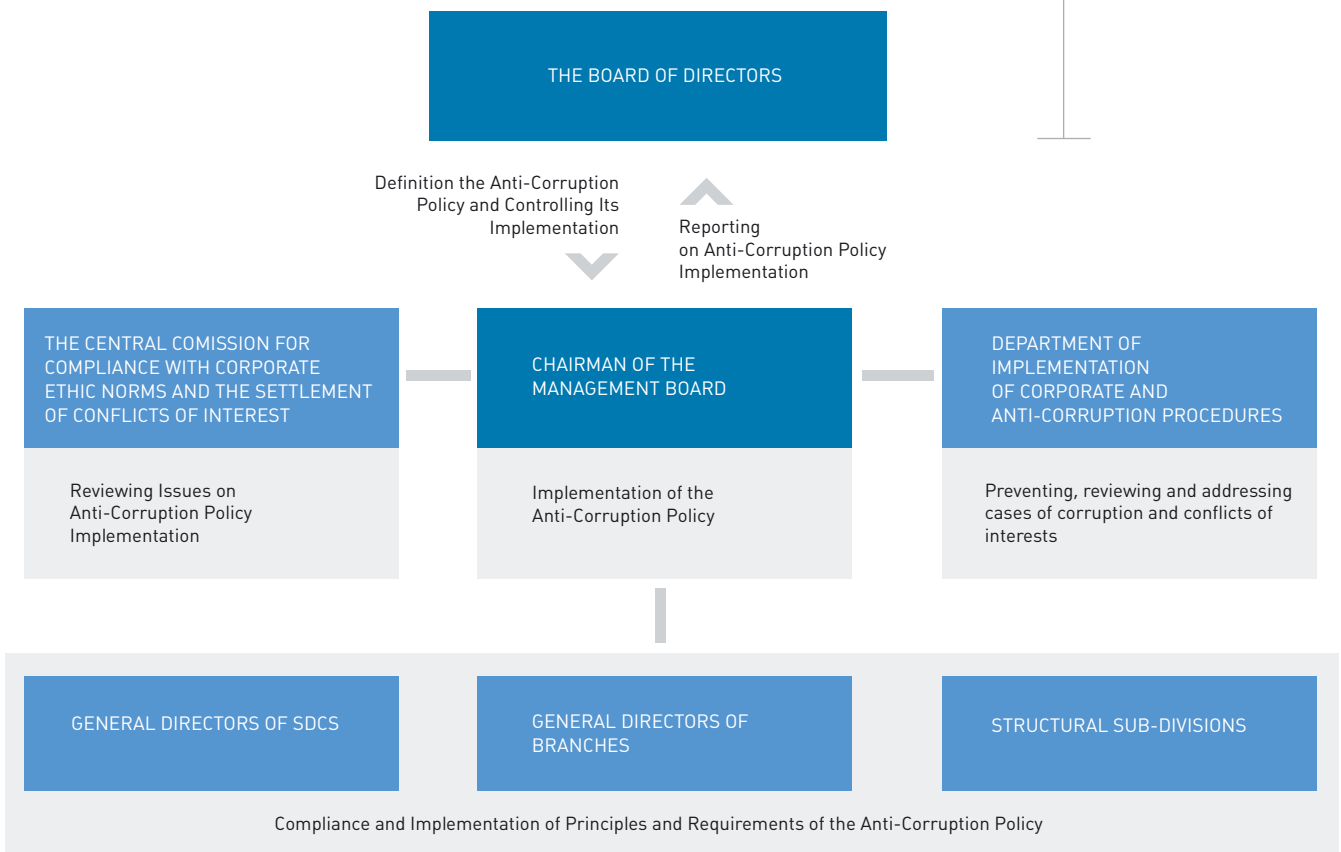 THE BOARD OF DIRECTORS
Definition the Anti-Corruption
Policy and Controlling Its
Implementation
Reporting
on Anti-Corruption Policy
Implementation
THE CENTRAL COMISSION FOR
COMPLIANCE WITH CORPORATE
ETHIC NORMS AND THE SETTLEMENT
OF CONFLICTS OF INTEREST
Reviewing Issues on
Anti-Corruption Policy
Implementation
CHAIRMAN OF THE
MANAGEMENT BOARD
Implementation of the
Anti-Corruption Policy
DEPARTMENT OF
IMPLEMENTATION
OF CORPORATE AND
ANTI-CORRUPTION PROCEDURES
Preventing, reviewing and addressing
cases of corruption and conflicts of
interests
GENERAL DIRECTORS OF SDCS
GENERAL DIRECTORS OF
BRANCHES
STRUCTURAL SUB-DIVISIONS
Compliance and Implementation of Principles and Requirements of the Anti-Corruption Policy